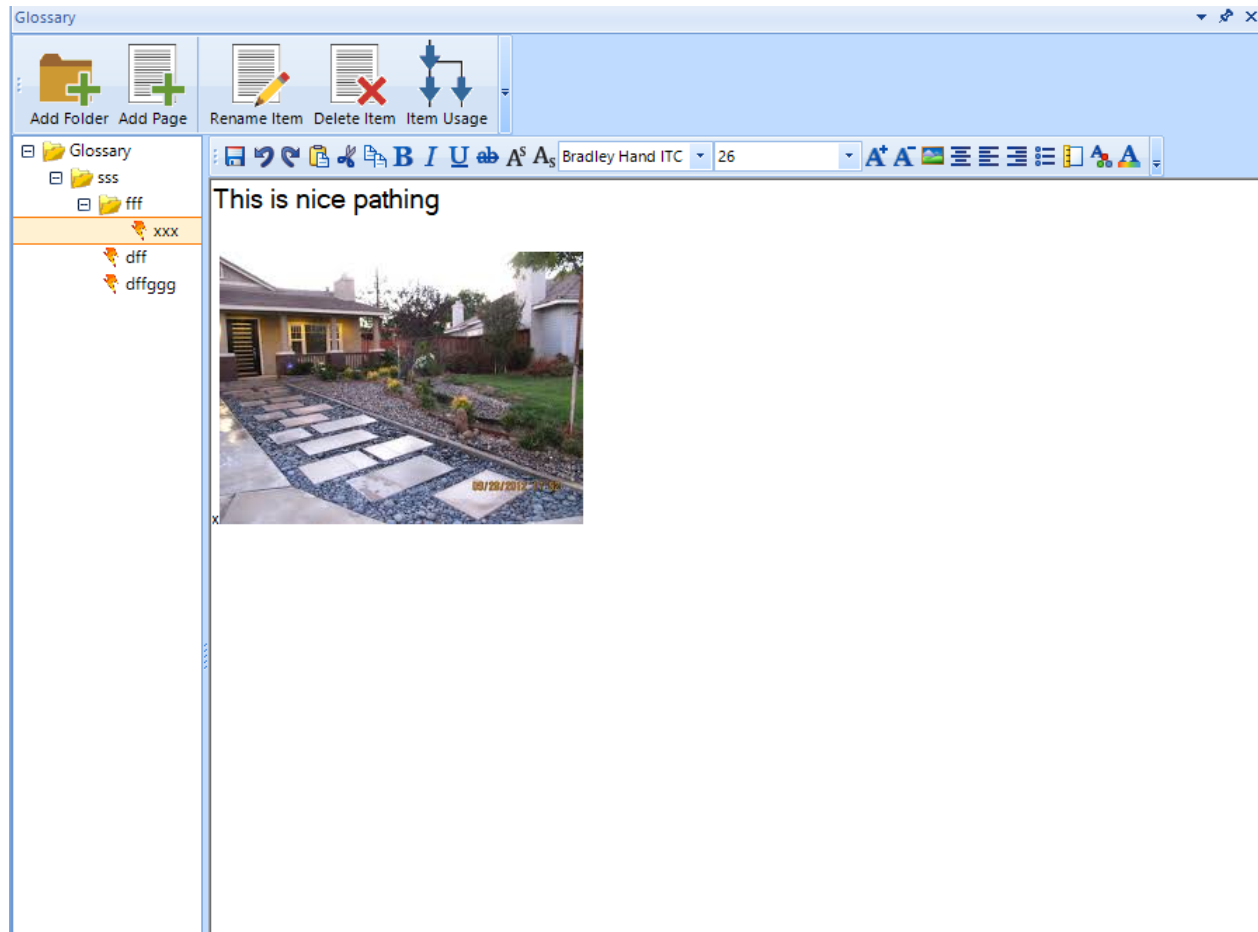 Glossary
Add Folder Add Page Rename Item Delete Item Item Usage
Glossary
sss
fff
xxx
dff
dffggg
Bradley Hand ITC 26
This is nice pathing
x